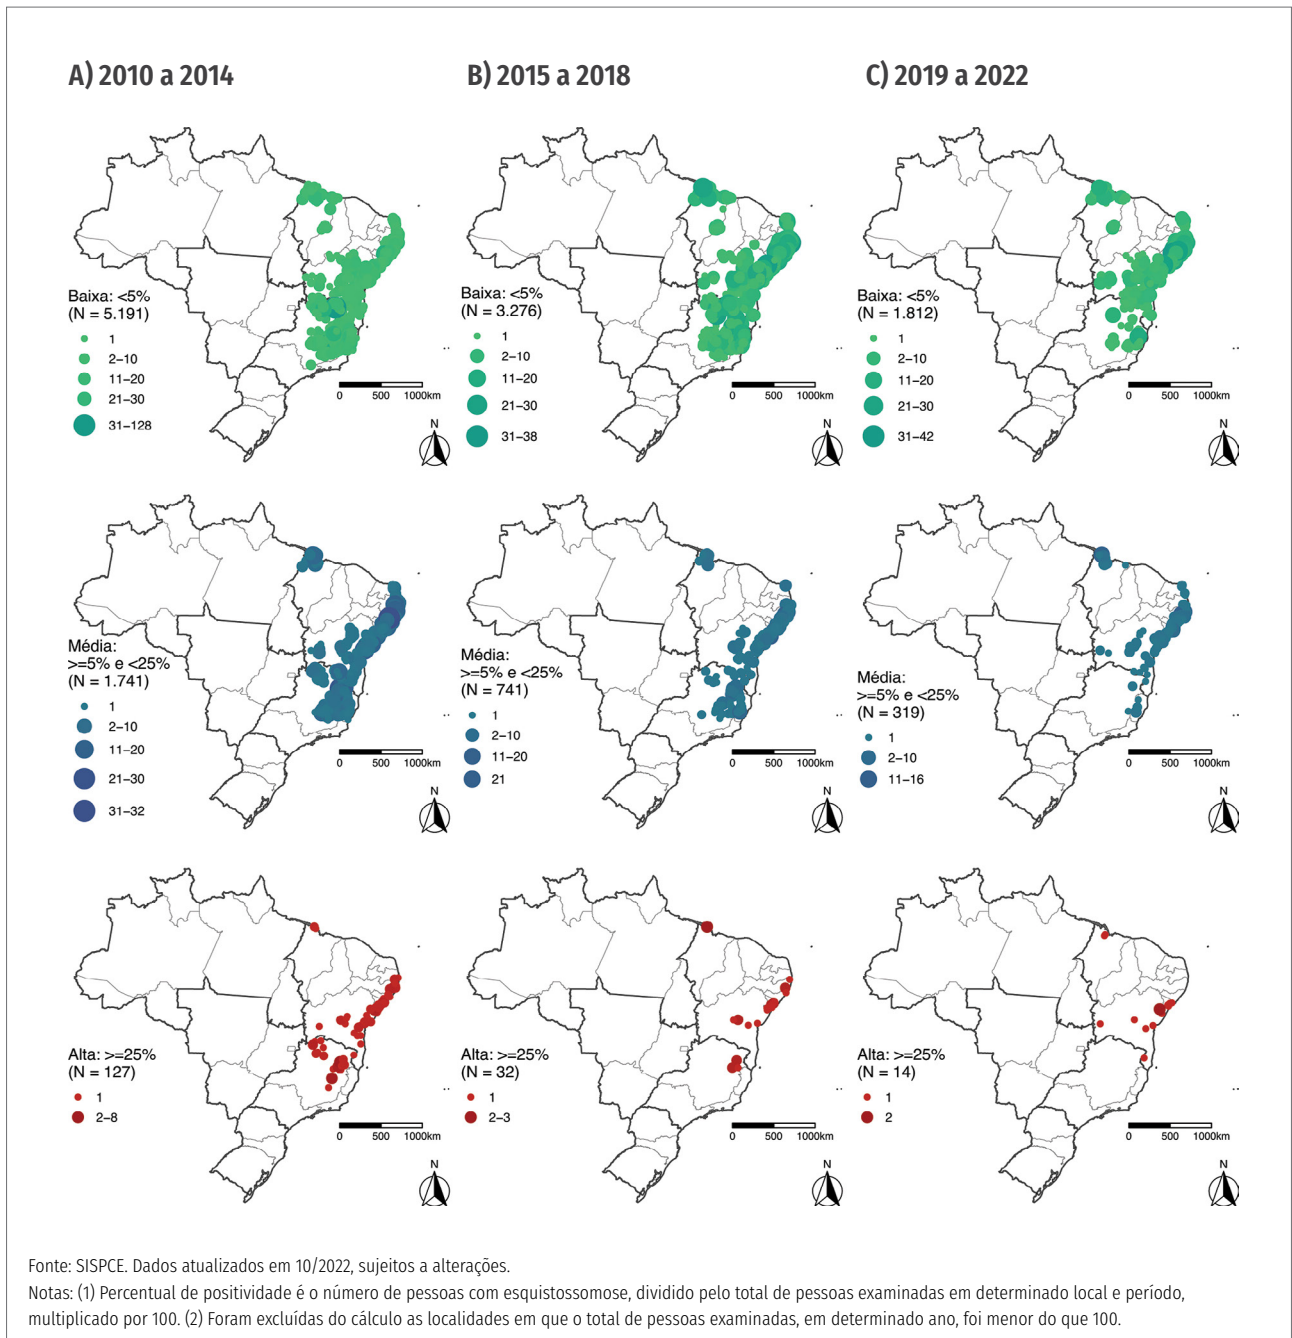 A) 2010 a 2014
B) 2015 a 2018
C) 2019 a 2022
Baixa: <5%
(N = 5.191)
1
2–10
11–20
21–30
31–128
0 500 1000km
N
Baixa: <5%
(N = 3.276)
1
2–10
11–20
21–30
31–38
0 500 1000km
N
Baixa: <5%
(N = 1.812)
1
2–10
11–20
21–30
31–42
0 500 1000km
N
Média:
>=5% e <25%
(N = 1.741)
1
2–10
11–20
21–30
31–32
0 500 1000km
N
Média:
>=5% e <25%
(N = 741)
1
2–10
11–20
21
0 500 1000km
N
Média:
>=5% e <25%
(N = 319)
1
2–10
11–16
0 500 1000km
N
Alta: >=25%
(N = 127)
1
2–8
0 500 1000km
N
Alta: >=25%
(N = 32)
1
2–3
0 500 1000km
N
Alta: >=25%
(N = 14)
1
2
0 500 1000km
N
Fonte: SISPCE. Dados atualizados em 10/2022, sujeitos a alterações.
Notas: (1) Percentual de positividade é o número de pessoas com esquistossomose, dividido pelo total de pessoas examinadas em determinado local e período,
multiplicado por 100. (2) Foram excluídas do cálculo as localidades em que o total de pessoas examinadas, em determinado ano, foi menor do que 100.